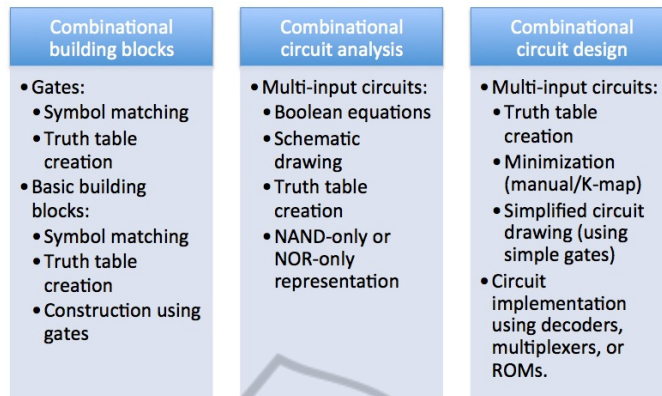 Combinational
building blocks
• Gates:
• Symbol matching
• Truth table
creation
• Basic building
blocks:
• Symbol matching
• Truth table
creation
• Construction using
gates
Combinational
circuit analysis
• Multi-input circuits:
• Boolean equations
• Schematic
drawing
• Truth table
creation
• NAND-only or
NOR-only
representation
Combinational
circuit design
• Multi-input circuits:
• Truth table
creation
• Minimization
(manual/K-map)
• Simplified circuit
drawing (using
simple gates)
• Circuit
implementation
using decoders,
multiplexers, or
ROMs.